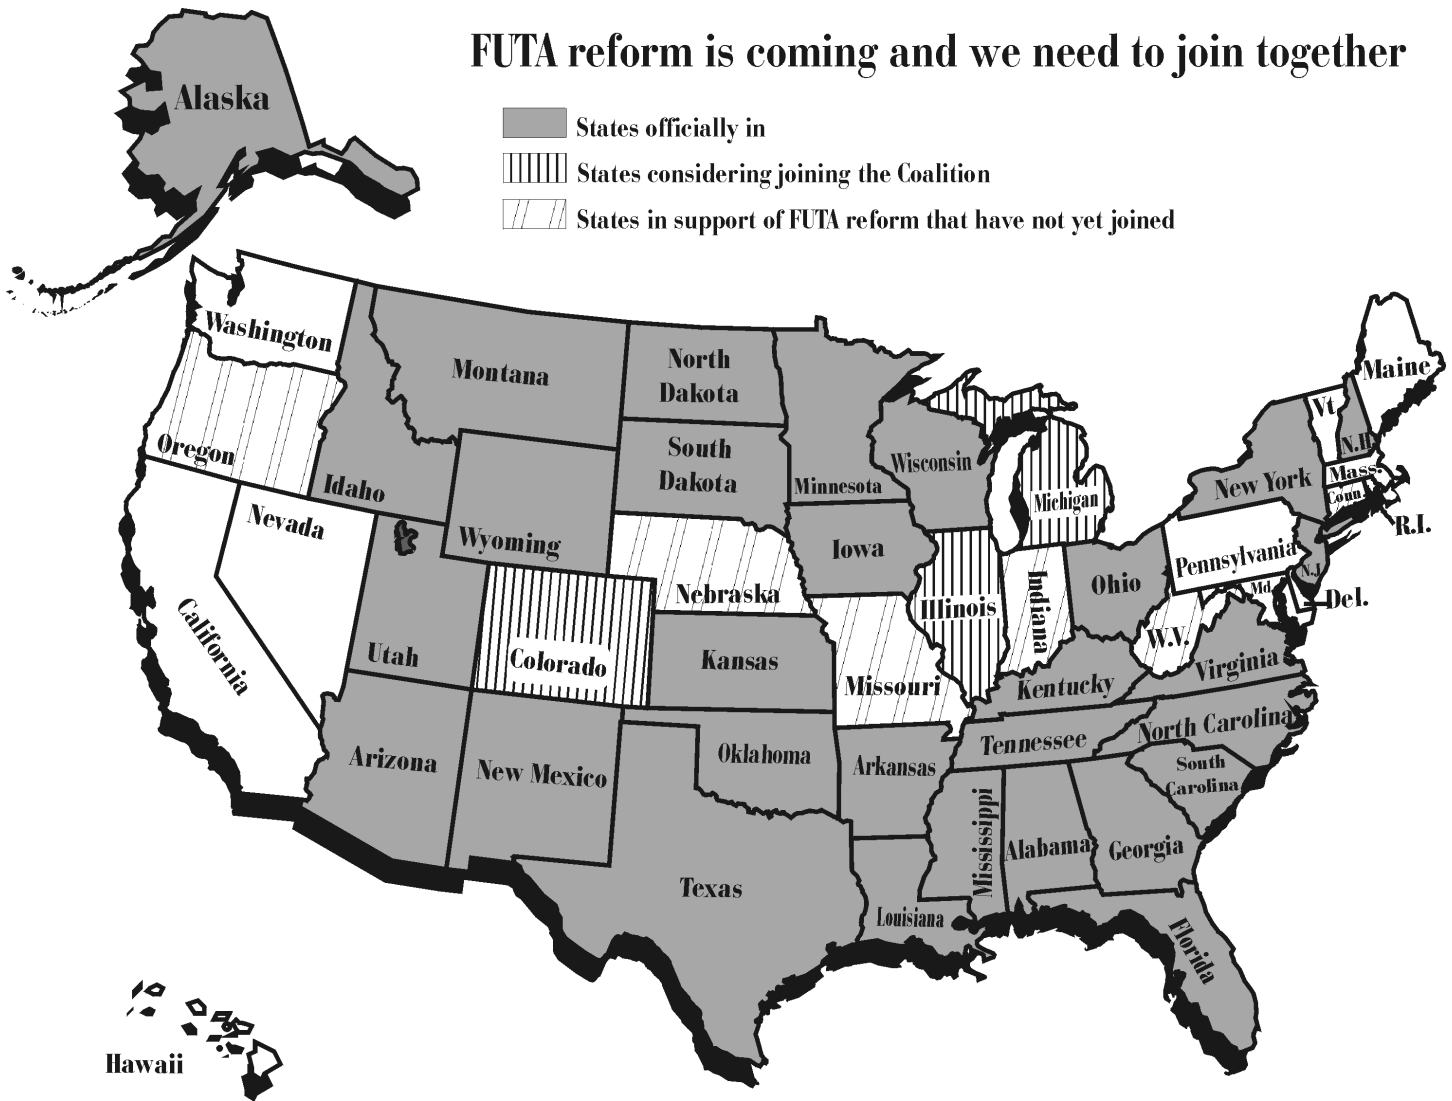 FUTA reform is coming and we need to join together
States officially in
States considering joining the Coalition
States in support of FUTA reform that have not yet joined
Alaska
Washington
Oregon
Idaho
Montana
North
Dakota
South
Dakota
Minnesota
Wisconsin
Michigan
Maine
Vt
N.H.
New York
Mass.
Conn.
R.I.
Nevada
California
Utah
Wyoming
Colorado
Nebraska
Iowa
Illinois
Indiana
Ohio
Pennsylvania
N.J.
Md.
Del.
W.V.
Virginia
Kansas
Missouri
Kentucky
Tennessee
North Carolina
South
Carolina
Arizona
New Mexico
Oklahoma
Arkansas
Texas
Louisiana
Mississippi
Alabama
Georgia
Florida
Hawaii